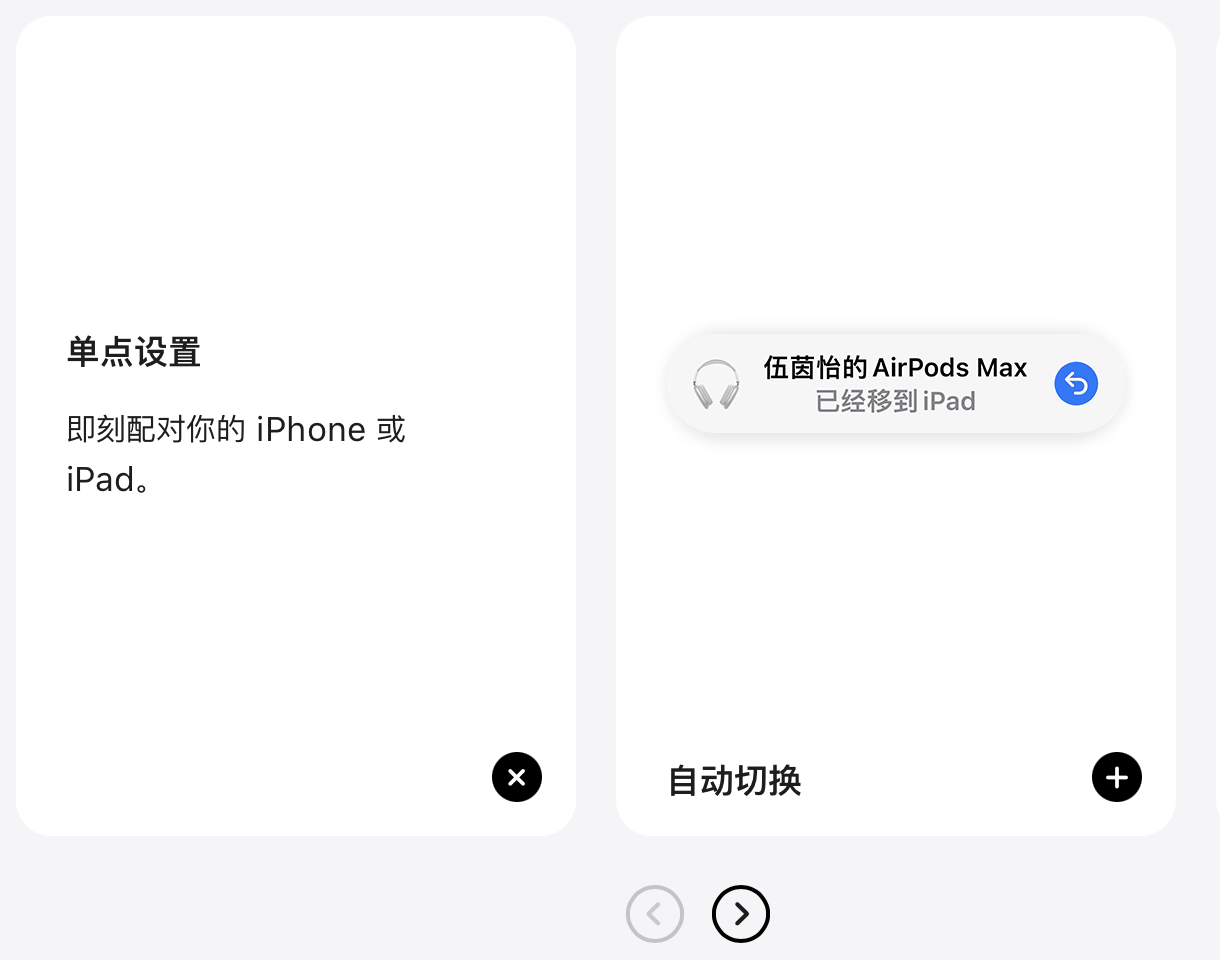 单点设置
即刻配对你的 iPhone 或
iPad。
伍茵怡的 AirPods Max
已经移到 iPad
自动切换